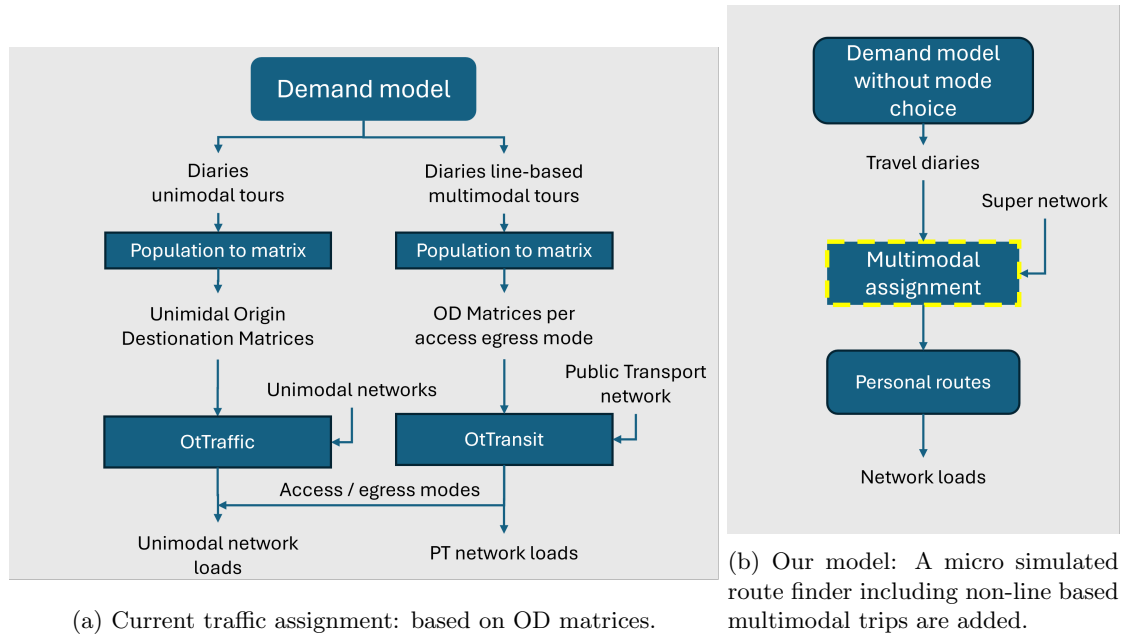 Demand model
Diaries
unimodal tours
Diaries line-based
multimodal tours
Population to matrix
Population to matrix
Unimidal Origin
Destionation Matrices
OD Matrices per
access egress mode
Unimodal networks
Public Transport
network
OtTraffic
OtTransit
Access / egress modes
Unimodal network
loads
PT network loads
(a) Current traffic assignment: based on OD matrices.
Demand model
without mode
choice
Travel diaries
Super network
Multimodal
assignment
Personal routes
Network loads
(b) Our model: A micro simulated
route finder including non-line based
multimodal trips are added.